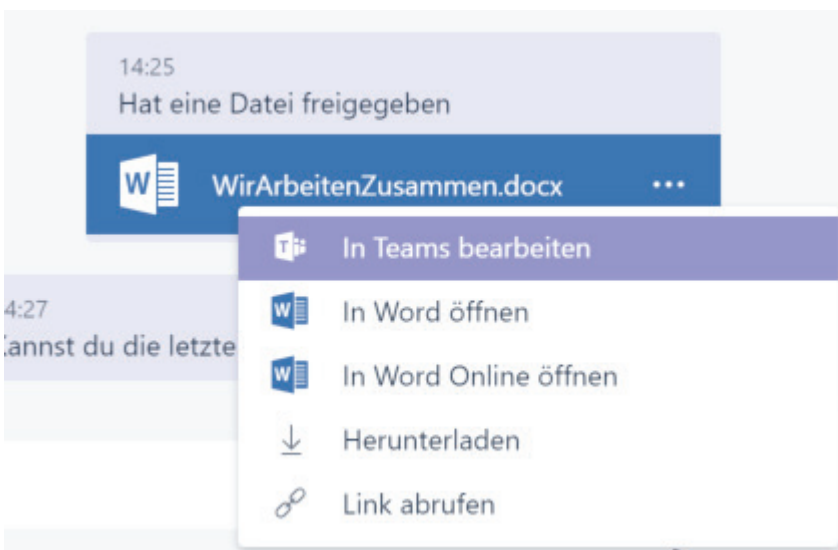 14:25
Hat eine Datei freigegeben
WirArbeitenZusammen.docx
In Teams bearbeiten
4:27
du die letzte
In Word öffnen
In Word Online öffnen
Herunterladen
Link abrufen